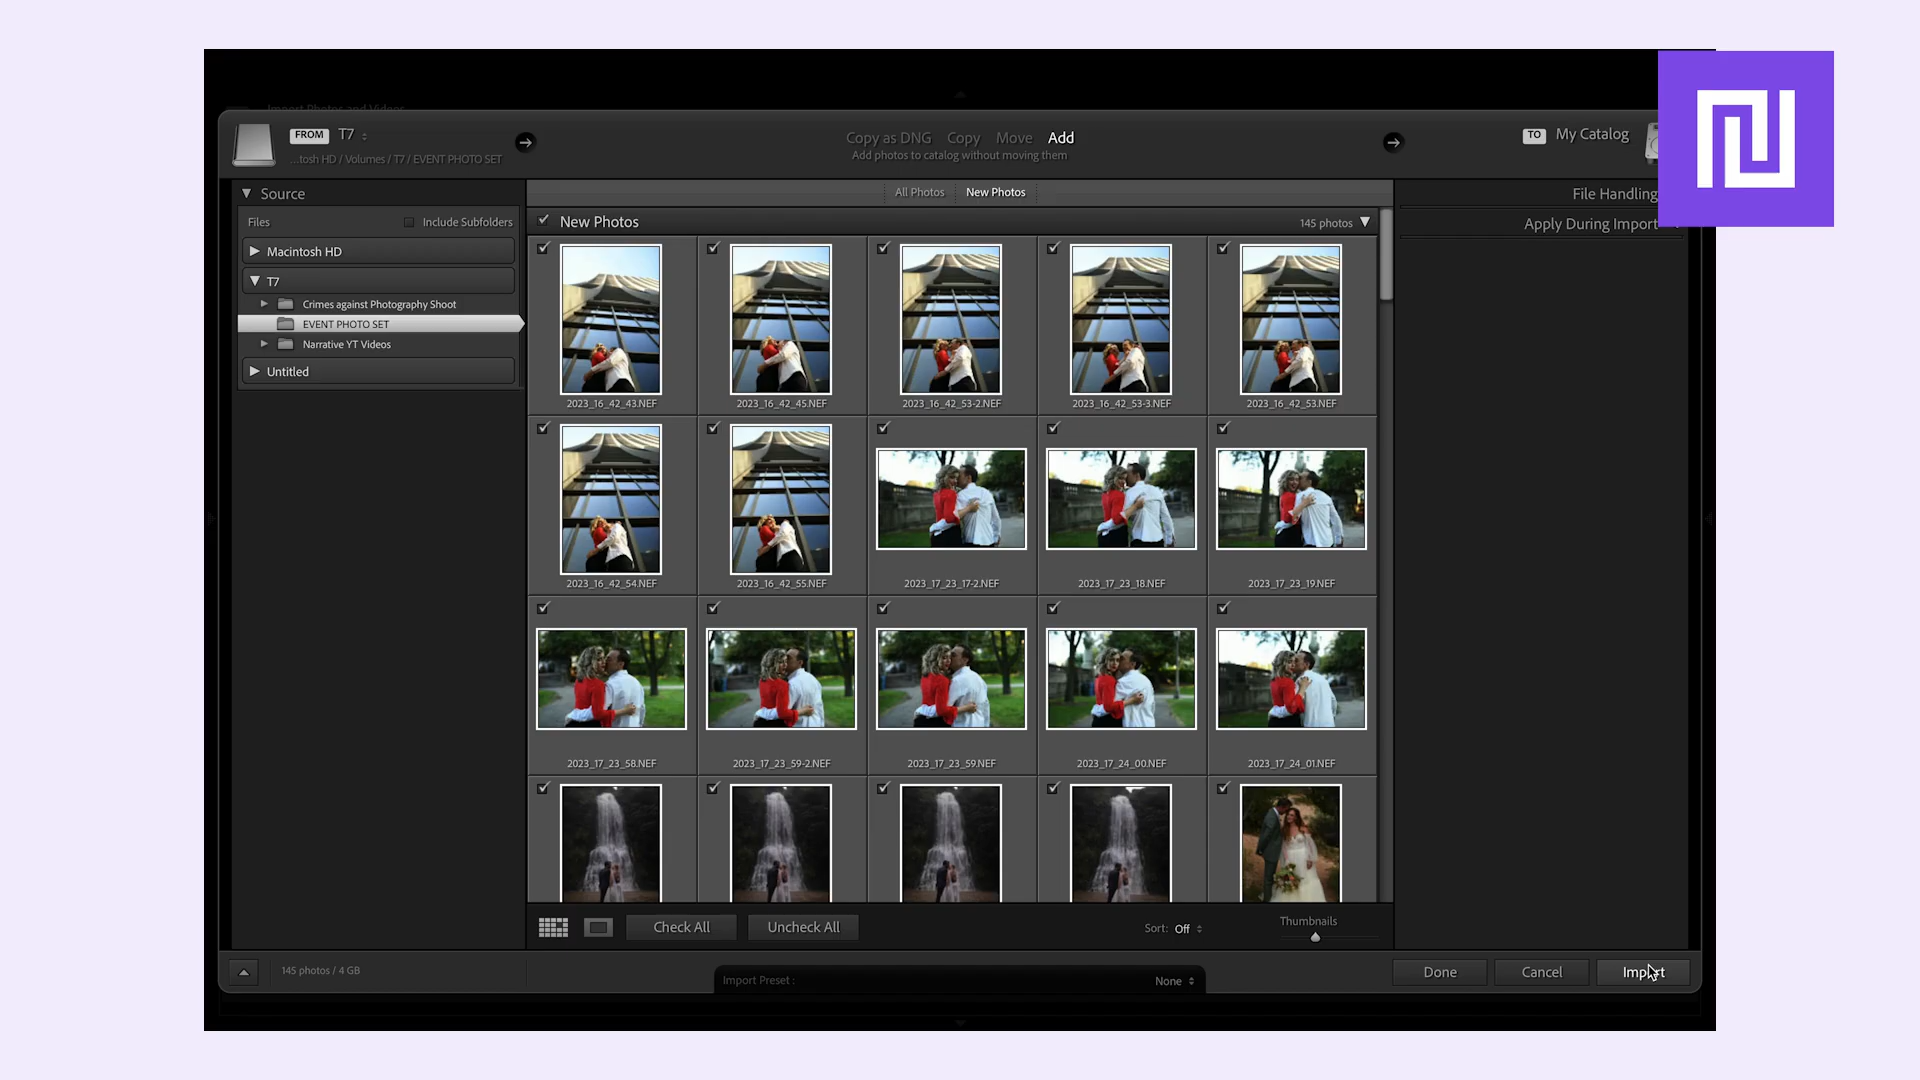 Import Photos and Videos
FROM T7
...tosh HD / Volumes / T7 / EVENT PHOTO SET
Copy as DNG Copy Move Add
Add photos to catalog without moving them
TO My Catalog
Source
Files Include Subfolders
Macintosh HD
T7
Crimes against Photography Shoot
EVENT PHOTO SET
Narrative YT Videos
Untitled
All Photos New Photos
New Photos 145 photos
2023_16_42_43.NEF 2023_16_42_45.NEF 2023_16_42_53-2.NEF 2023_16_42_53-3.NEF 2023_16_42_53.NEF
2023_16_42_54.NEF 2023_16_42_55.NEF 2023_17_23_17-2.NEF 2023_17_23_18.NEF 2023_17_23_19.NEF
2023_17_23_58.NEF 2023_17_23_59-2.NEF 2023_17_23_59.NEF 2023_17_24_00.NEF 2023_17_24_01.NEF
Check All Uncheck All Sort: Off Thumbnails
File Handling
Apply During Import
145 photos / 4 GB
Import Preset : None
Done Cancel Import